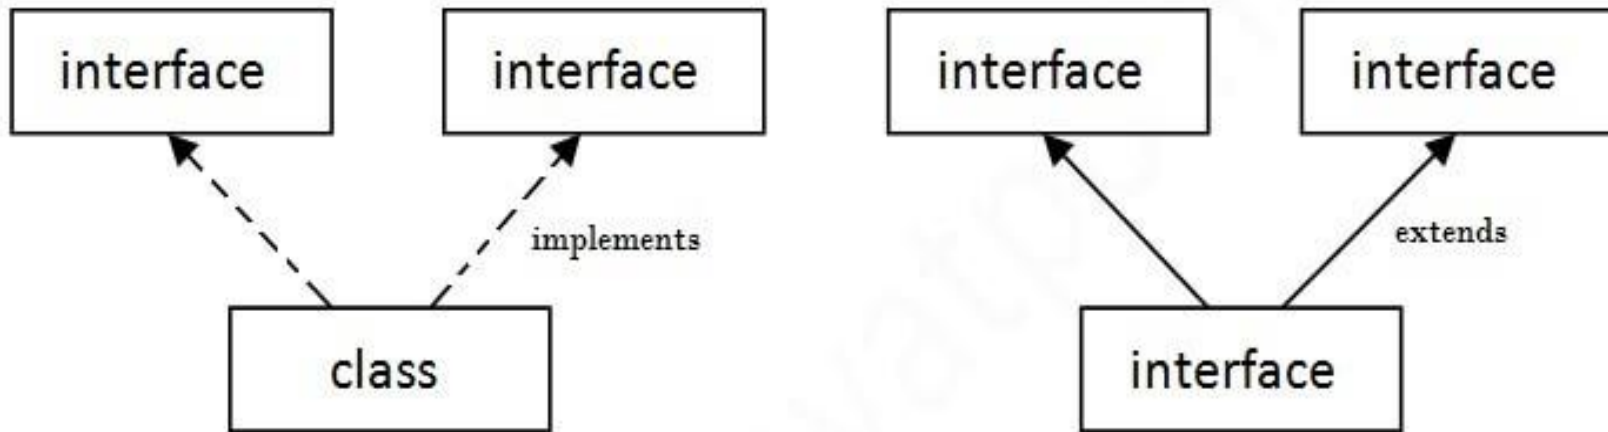 interface interface interface interface
implements extends
class interface